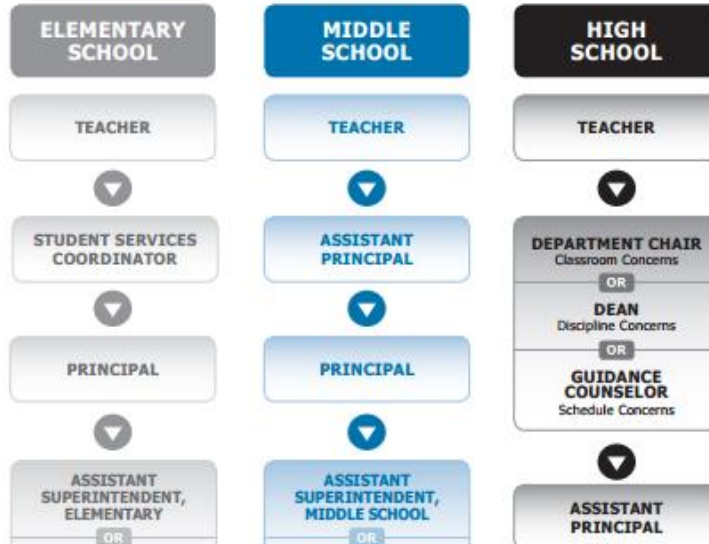 ELEMENTARY
SCHOOL
TEACHER
STUDENT SERVICES
COORDINATOR
PRINCIPAL
ASSISTANT
SUPERINTENDENT,
ELEMENTARY
OR
MIDDLE
SCHOOL
TEACHER
ASSISTANT
PRINCIPAL
PRINCIPAL
ASSISTANT
SUPERINTENDENT,
MIDDLE SCHOOL
OR
HIGH
SCHOOL
TEACHER
DEPARTMENT CHAIR
Classroom Concerns
OR
DEAN
Discipline Concerns
OR
GUIDANCE
COUNSELOR
Schedule Concerns
ASSISTANT
PRINCIPAL